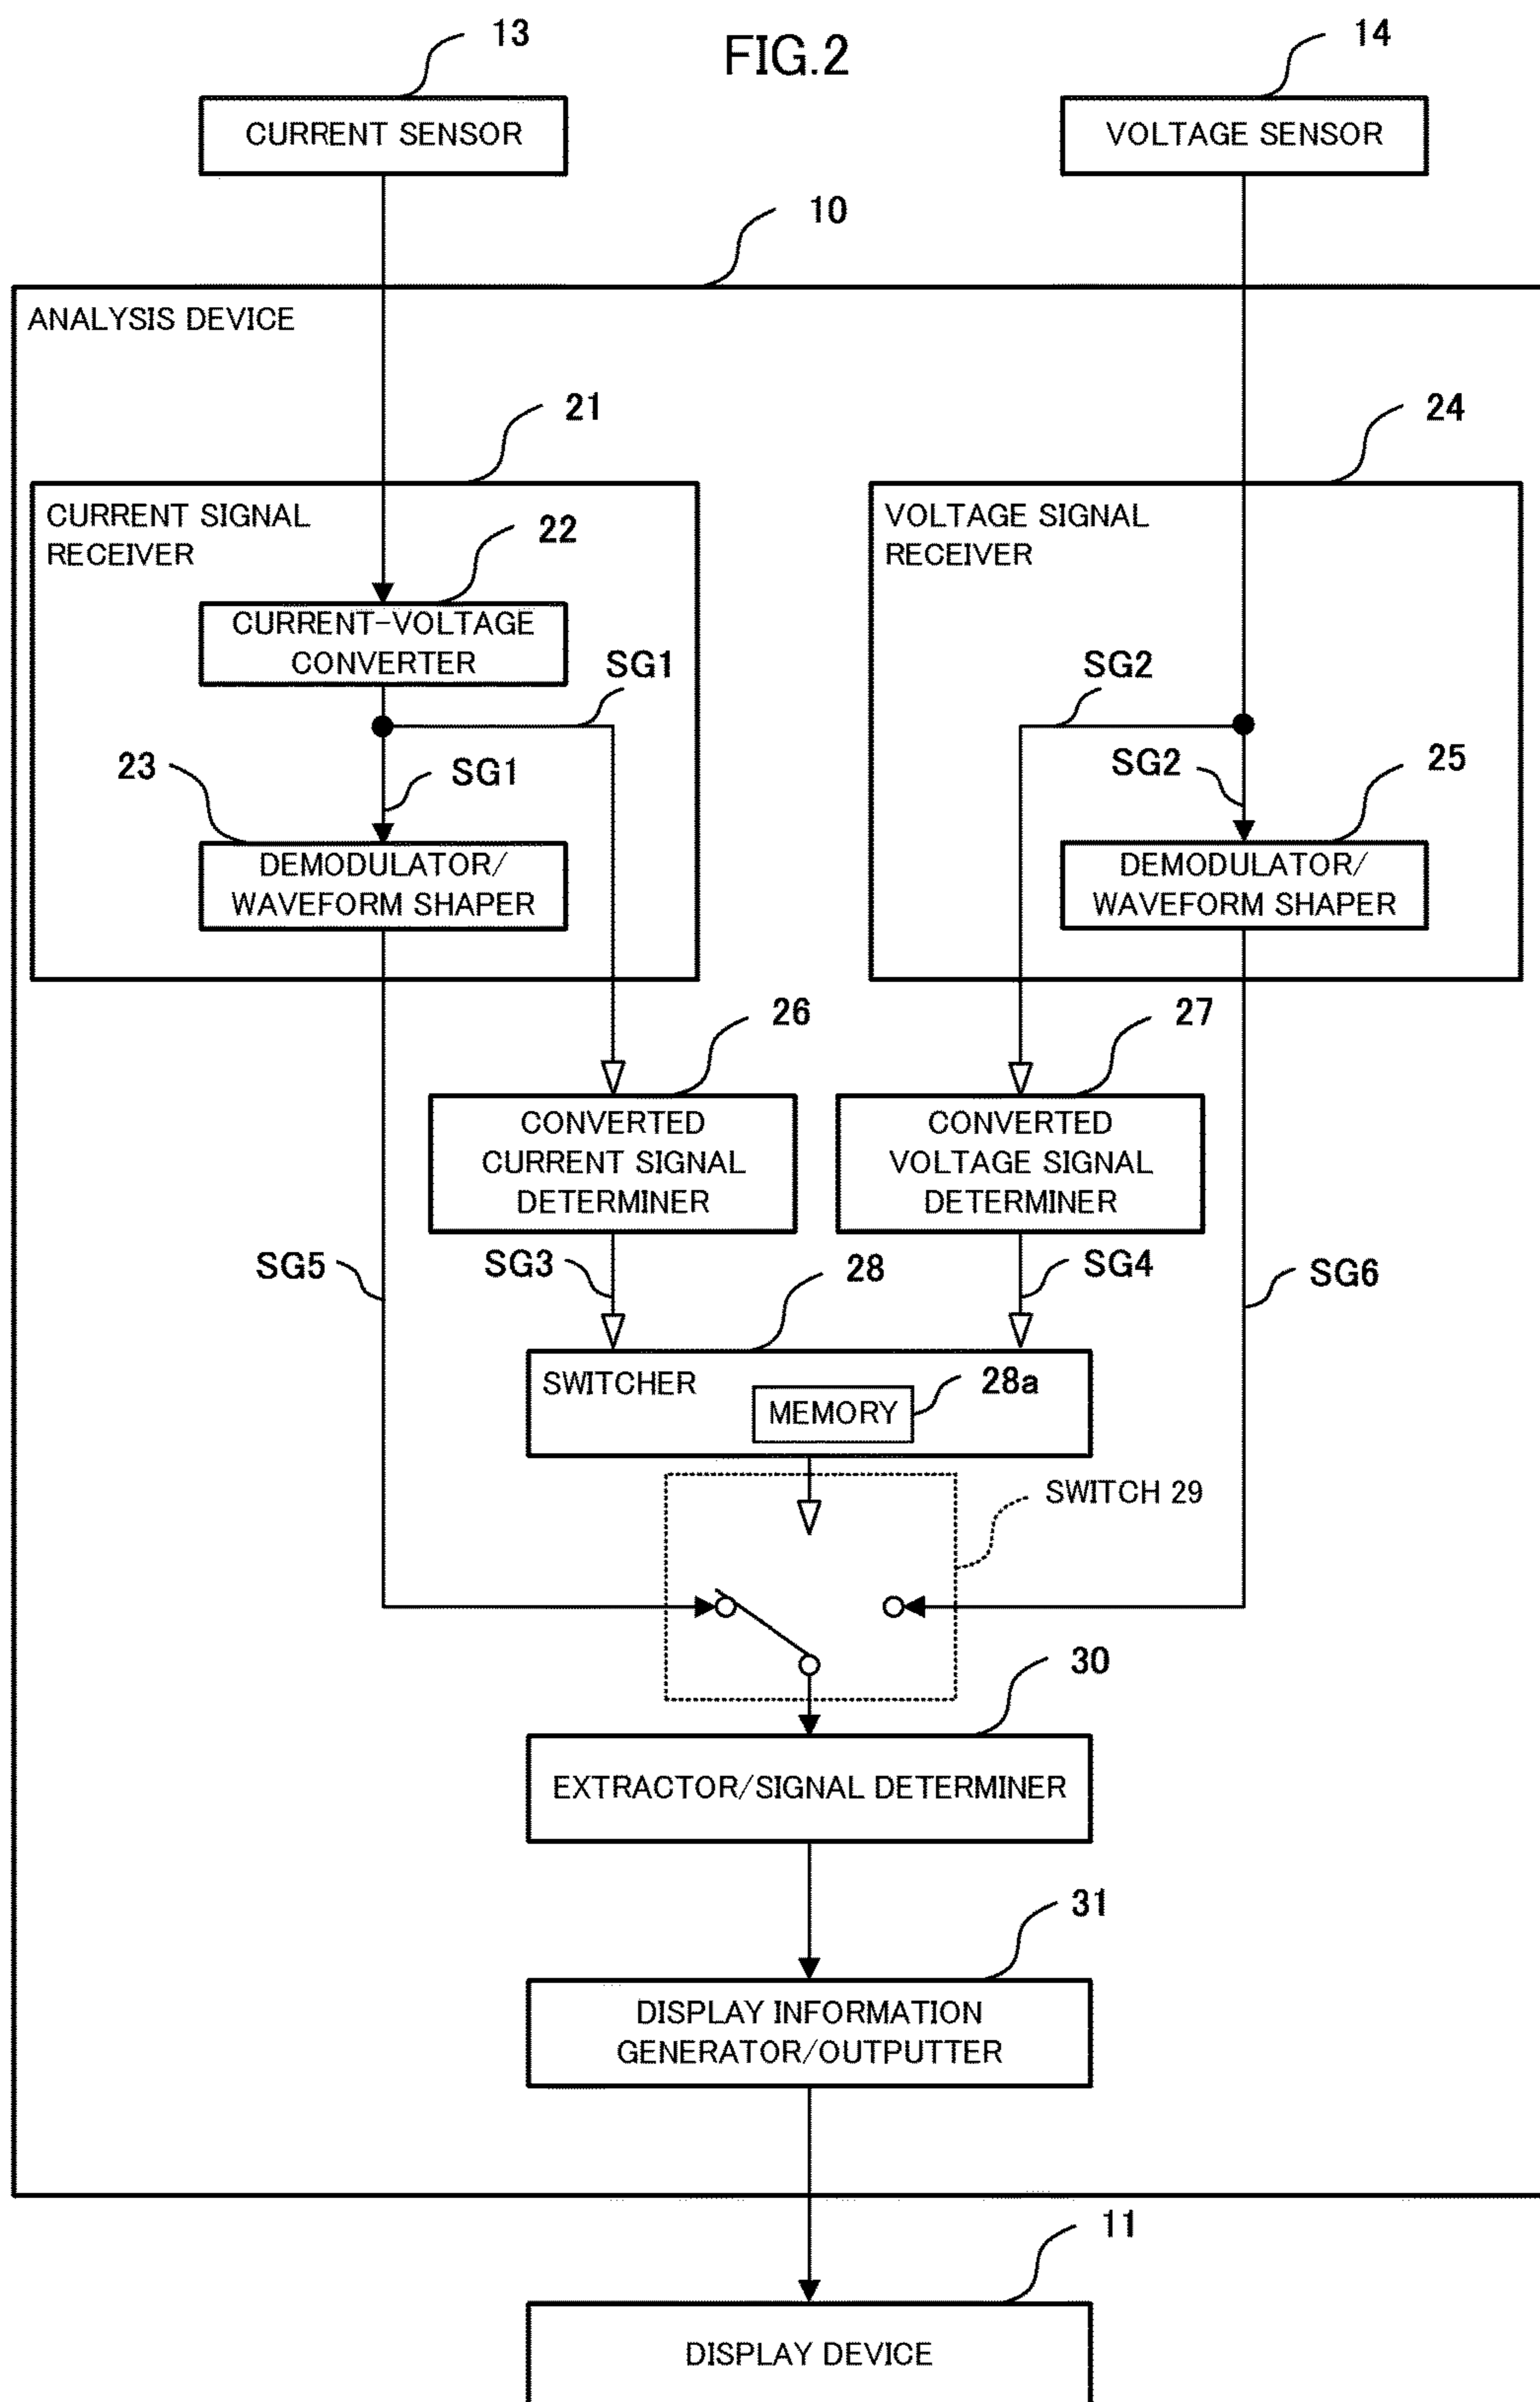 FIG.2
13
14
CURRENT SENSOR
VOLTAGE SENSOR
10
ANALYSIS DEVICE
21
24
CURRENT SIGNAL
RECEIVER
VOLTAGE SIGNAL
RECEIVER
22
CURRENT-VOLTAGE
CONVERTER
SG1
SG2
23
SG1
SG2
25
DEMODULATOR/
WAVEFORM SHAPER
DEMODULATOR/
WAVEFORM SHAPER
26
27
CONVERTED
CURRENT SIGNAL
DETERMINER
CONVERTED
VOLTAGE SIGNAL
DETERMINER
SG5
SG3
28
SG4
SG6
SWITCHER
MEMORY
28a
SWITCH 29
30
EXTRACTOR/SIGNAL DETERMINER
31
DISPLAY INFORMATION
GENERATOR/OUTPUTTER
11
DISPLAY DEVICE